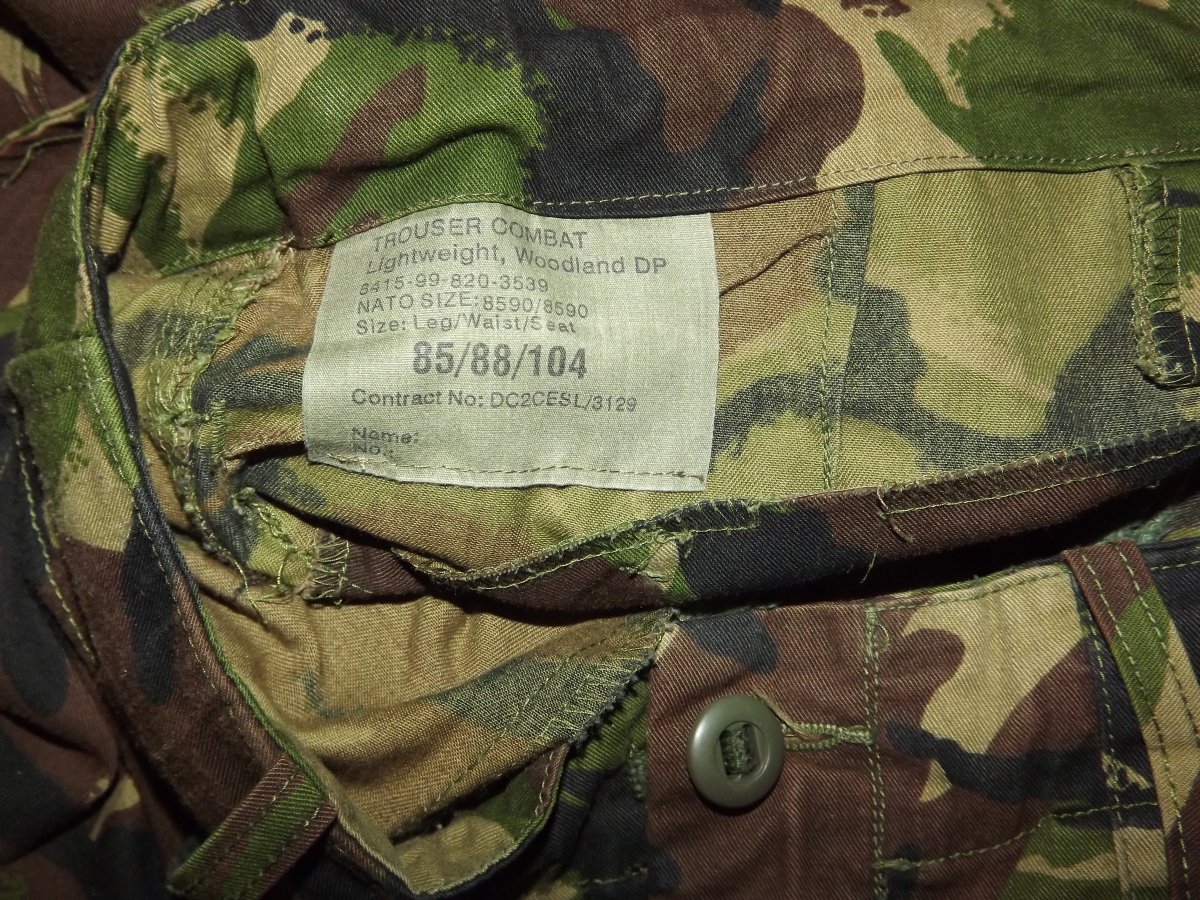 TROUSER COMBAT
Lightweight, Woodland DP
8415-99-820-3539
NATO SIZE: 8590/8590
Size: Leg/Waist/Seat
85/88/104
Contract No: DC2CESL/3129
Name:
No.: